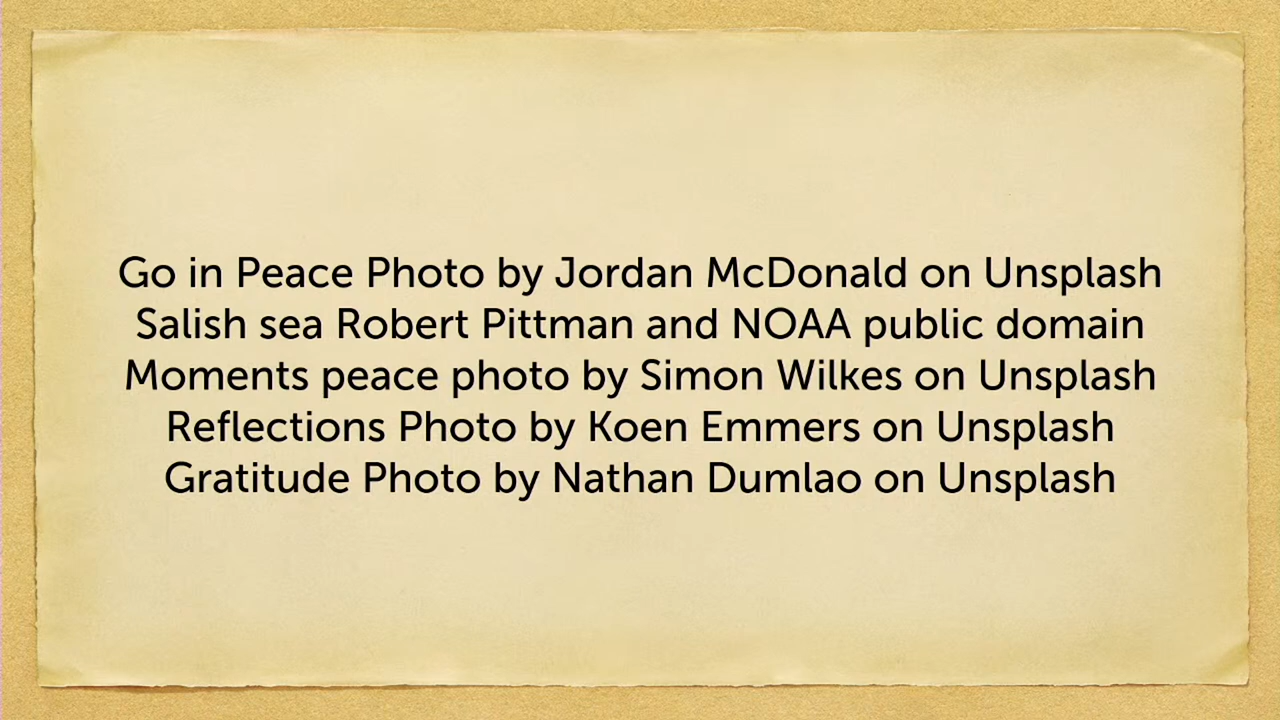 Go in Peace Photo by Jordan McDonald on Unsplash
Salish sea Robert Pittman and NOAA public domain
Moments peace photo by Simon Wilkes on Unsplash
Reflections Photo by Koen Emmers on Unsplash
Gratitude Photo by Nathan Dumlao on Unsplash